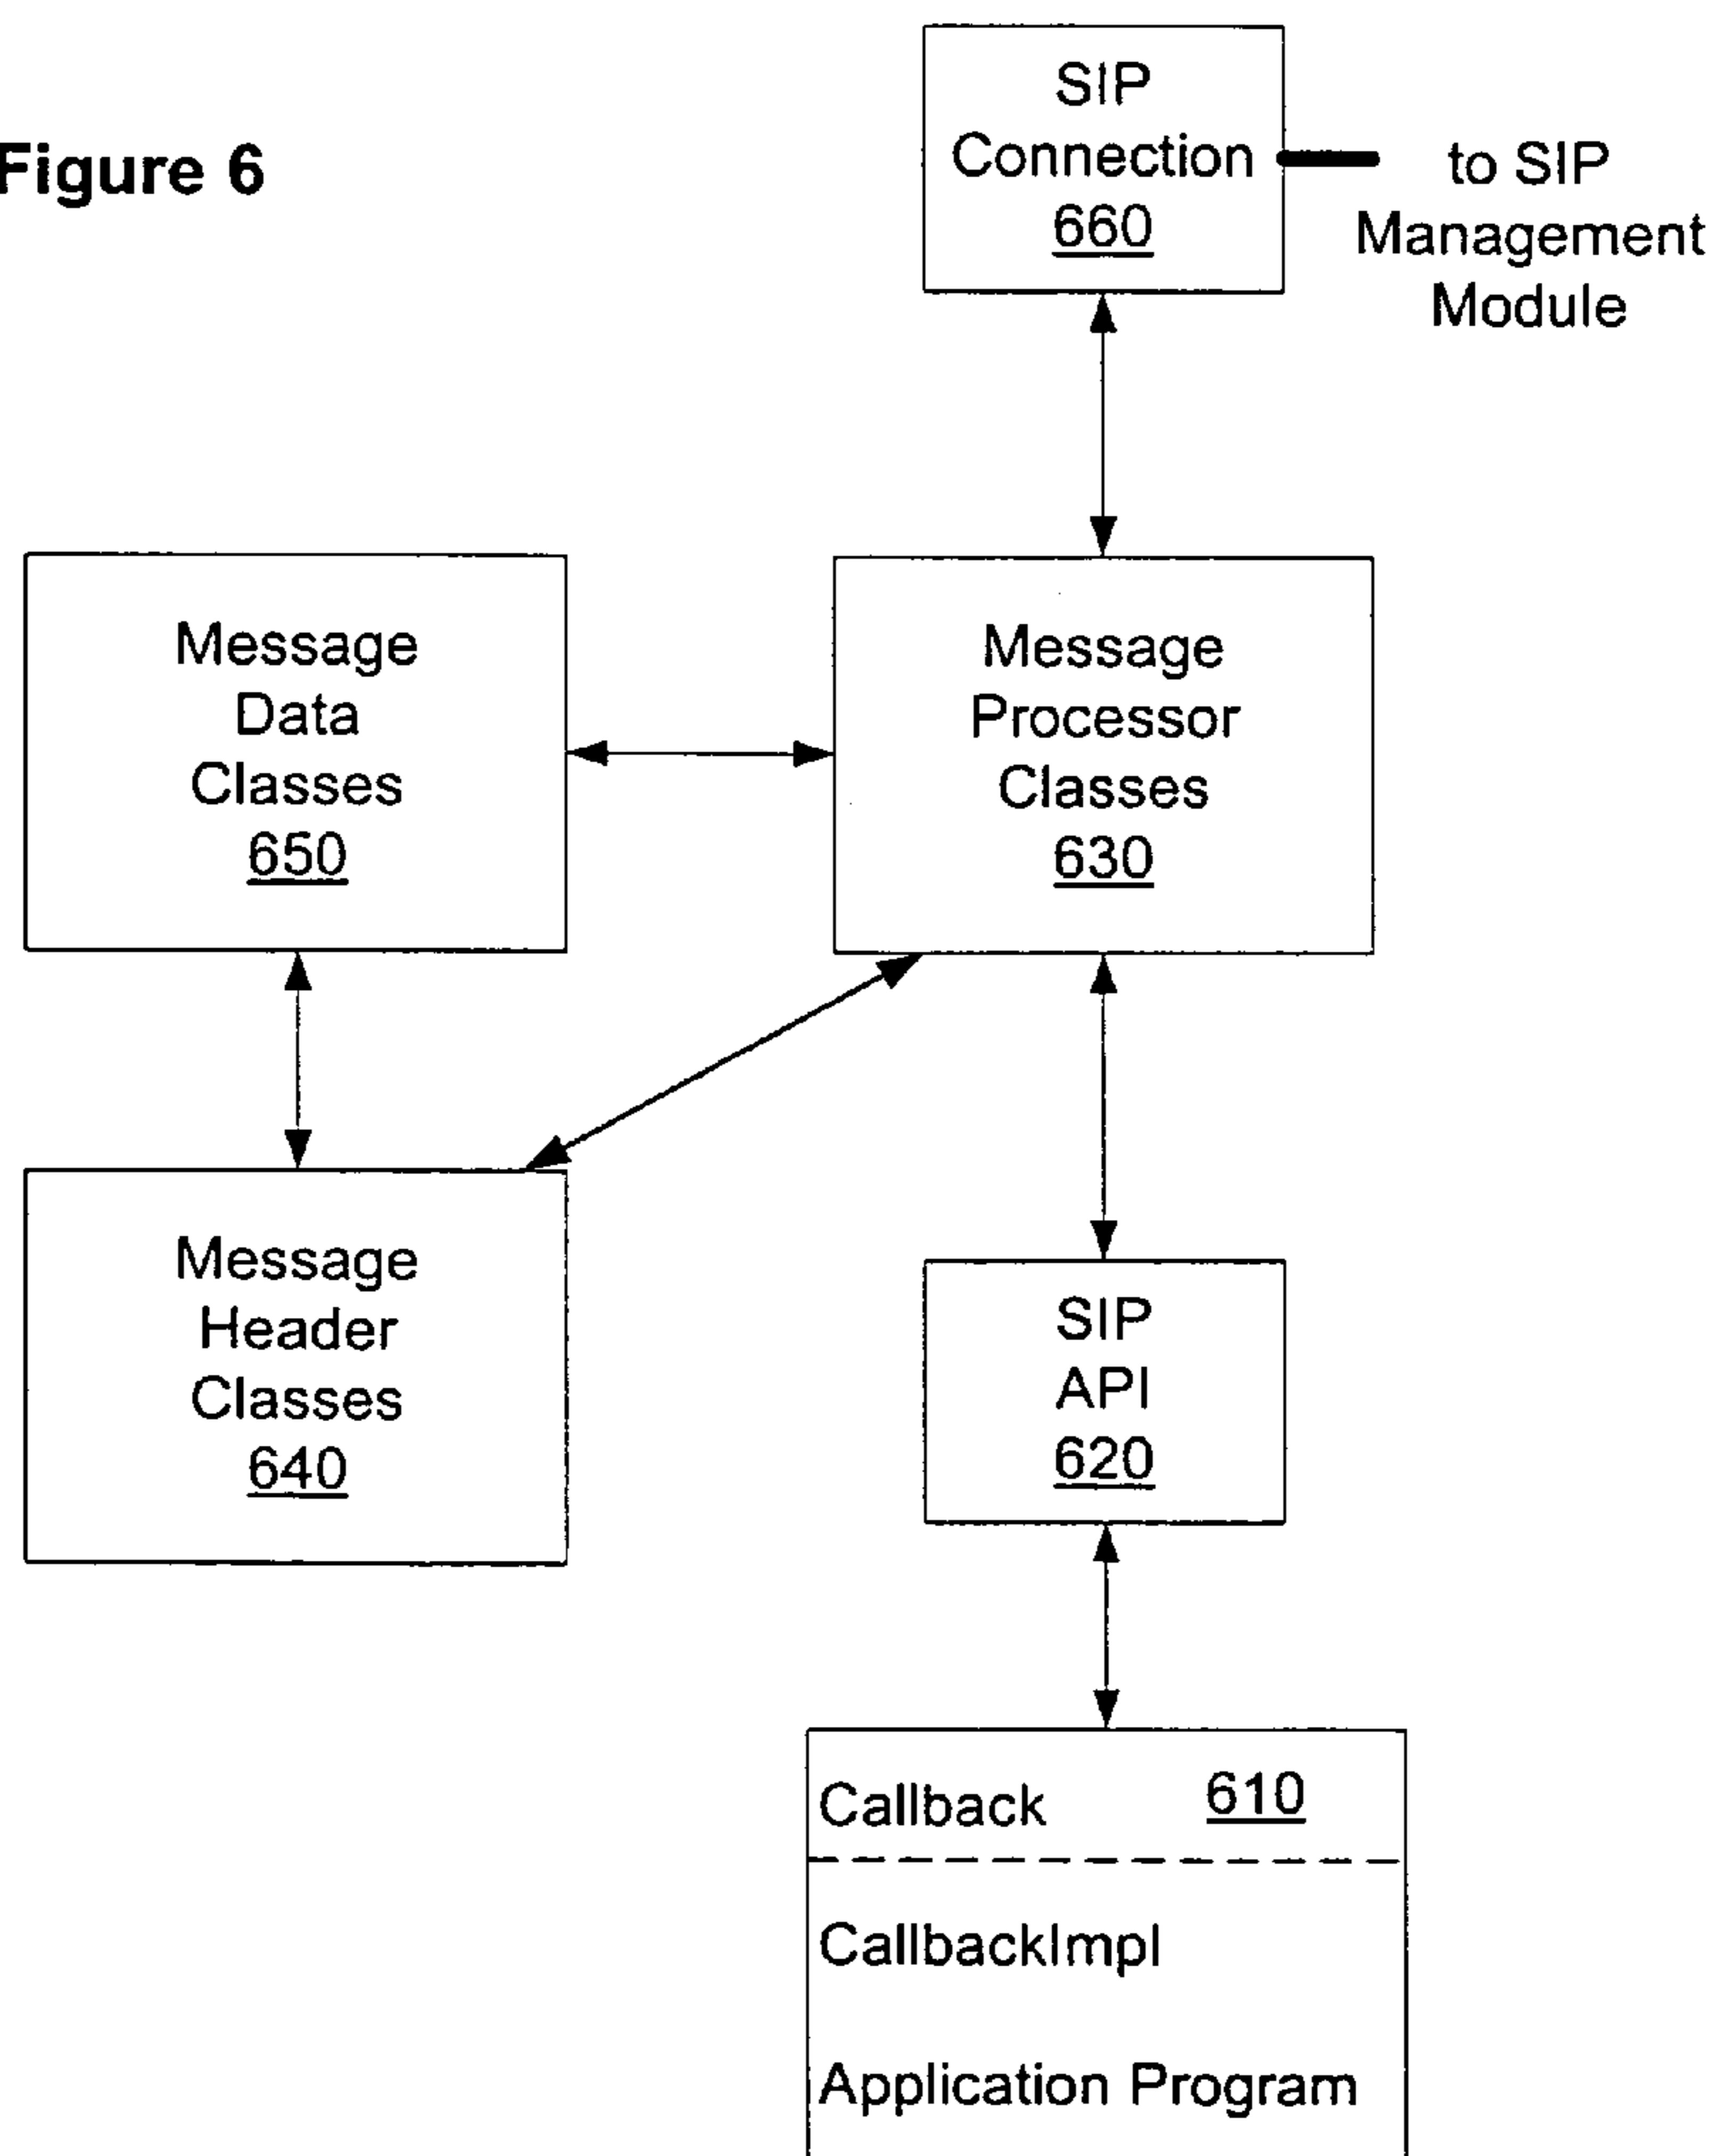 Figure 6
SIP
Connection
660
to SIP
Management
Module
Message
Data
Classes
650
Message
Processor
Classes
630
Message
Header
Classes
640
SIP
API
620
Callback 610
CallbackImpl
Application Program